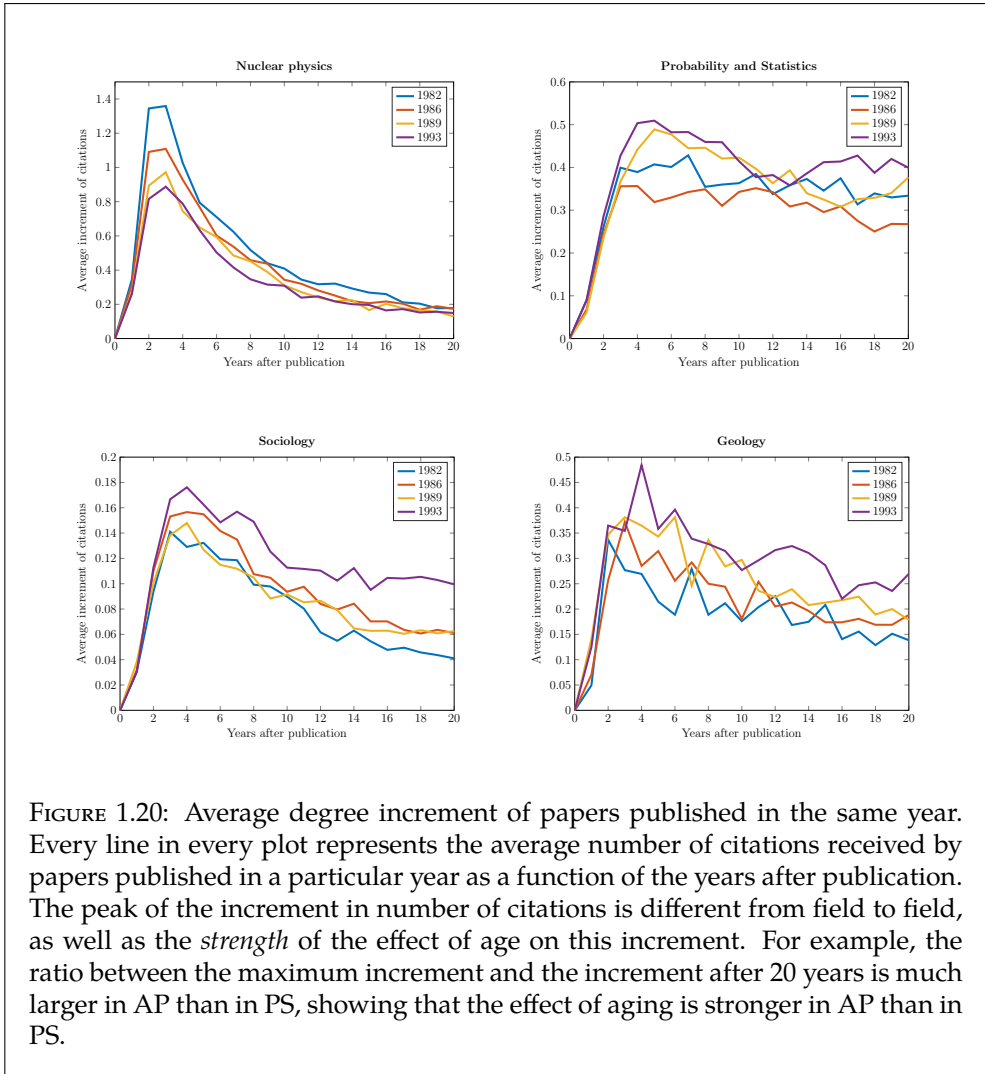 Nuclear physics
Average increment of citations
1.4
1.2
1
0.8
0.6
0.4
0.2
0
0 2 4 6 8 10 12 14 16 18 20
Years after publication
1982
1986
1989
1993
Probability and Statistics
Average increment of citations
0.6
0.5
0.4
0.3
0.2
0.1
0
0 2 4 6 8 10 12 14 16 18 20
Years after publication
1982
1986
1989
1993
Sociology
Average increment of citations
0.2
0.18
0.16
0.14
0.12
0.1
0.08
0.06
0.04
0.02
0
0 2 4 6 8 10 12 14 16 18 20
Years after publication
1982
1986
1989
1993
Geology
Average increment of citations
0.5
0.45
0.4
0.35
0.3
0.25
0.2
0.15
0.1
0.05
0
0 2 4 6 8 10 12 14 16 18 20
Years after publication
1982
1986
1989
1993
FIGURE 1.20: Average degree increment of papers published in the same year.
Every line in every plot represents the average number of citations received by
papers published in a particular year as a function of the years after publication.
The peak of the increment in number of citations is different from field to field,
as well as the strength of the effect of age on this increment. For example, the
ratio between the maximum increment and the increment after 20 years is much
larger in AP than in PS, showing that the effect of aging is stronger in AP than in
PS.